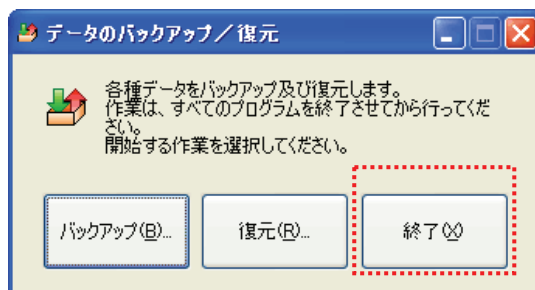 データのバックアップ／復元
各種データをバックアップ及び復元します。
作業は、すべてのプログラムを終了させてから行ってくだ
さい。
開始する作業を選択してください。
バックアップ(B)... 復元(R)... 終了(X)